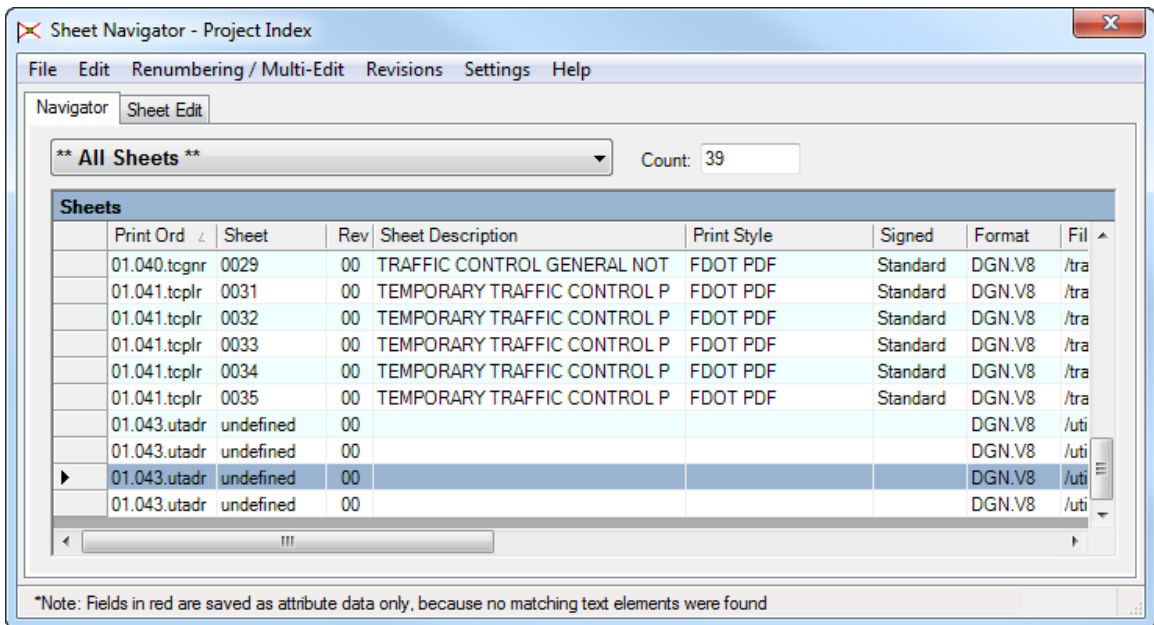 Sheet Navigator - Project Index
File Edit Renumbering / Multi-Edit Revisions Settings Help
Navigator Sheet Edit
** All Sheets ** Count: 39
Sheets
Print Ord Sheet Rev Sheet Description Print Style Signed Format Fil
01.040.tcgnr 0029 00 TRAFFIC CONTROL GENERAL NOT FDOT PDF Standard DGN.V8 /tra
01.041.tcplr 0031 00 TEMPORARY TRAFFIC CONTROL P FDOT PDF Standard DGN.V8 /tra
01.041.tcplr 0032 00 TEMPORARY TRAFFIC CONTROL P FDOT PDF Standard DGN.V8 /tra
01.041.tcplr 0033 00 TEMPORARY TRAFFIC CONTROL P FDOT PDF Standard DGN.V8 /tra
01.041.tcplr 0034 00 TEMPORARY TRAFFIC CONTROL P FDOT PDF Standard DGN.V8 /tra
01.041.tcplr 0035 00 TEMPORARY TRAFFIC CONTROL P FDOT PDF Standard DGN.V8 /tra
01.043.utadr undefined 00 DGN.V8 /uti
01.043.utadr undefined 00 DGN.V8 /uti
01.043.utadr undefined 00 DGN.V8 /uti
01.043.utadr undefined 00 DGN.V8 /uti
*Note: Fields in red are saved as attribute data only, because no matching text elements were found